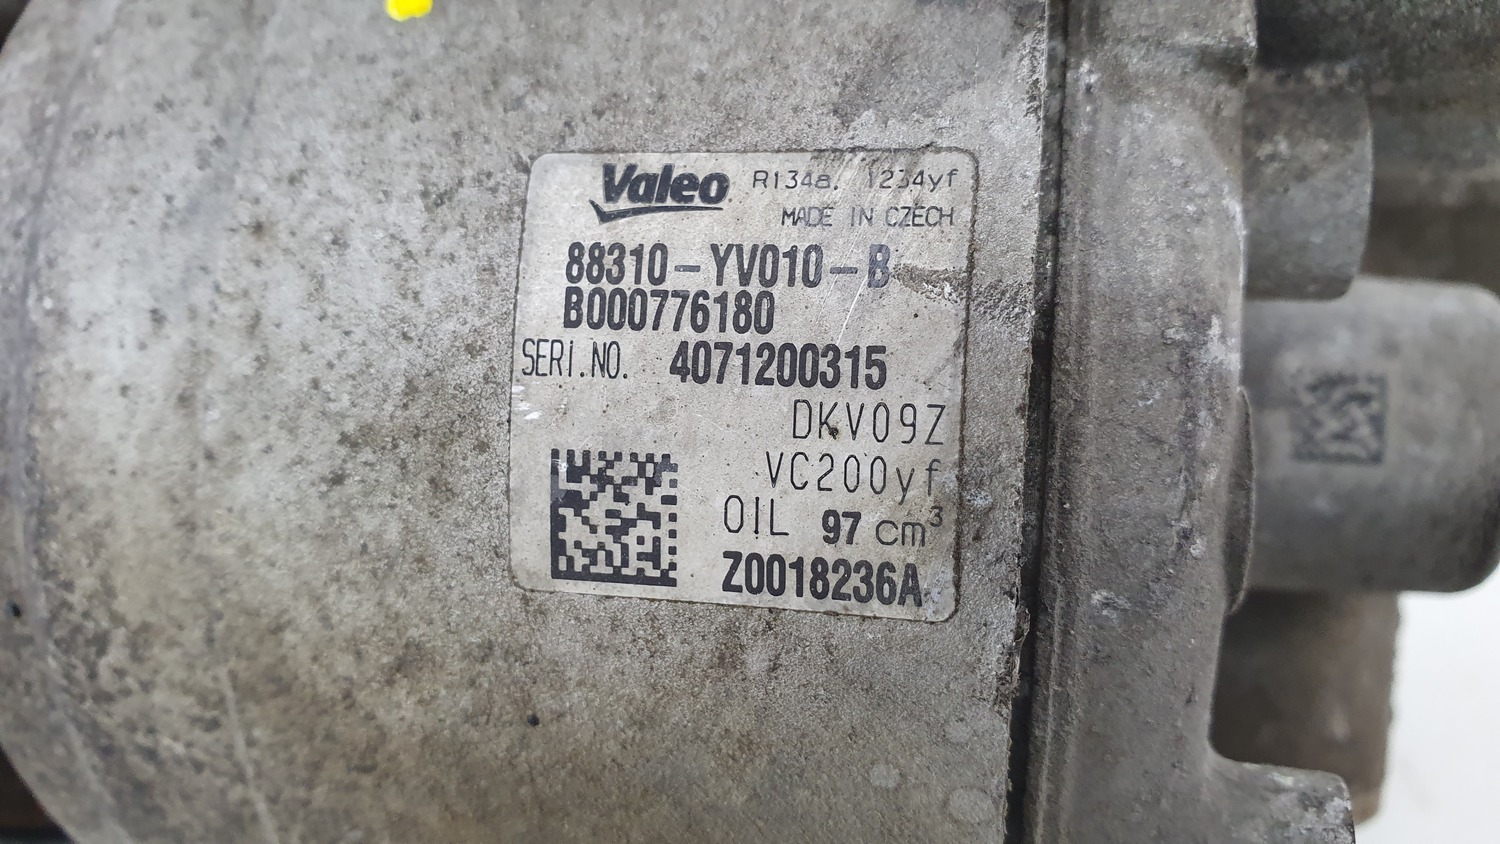 Valeo R134a, 1234yf
MADE IN CZECH
88310-YV010-B
B000776180
SERI.NO. 4071200315
DKV09Z
VC200yf
OIL 97 cm³
Z0018236A